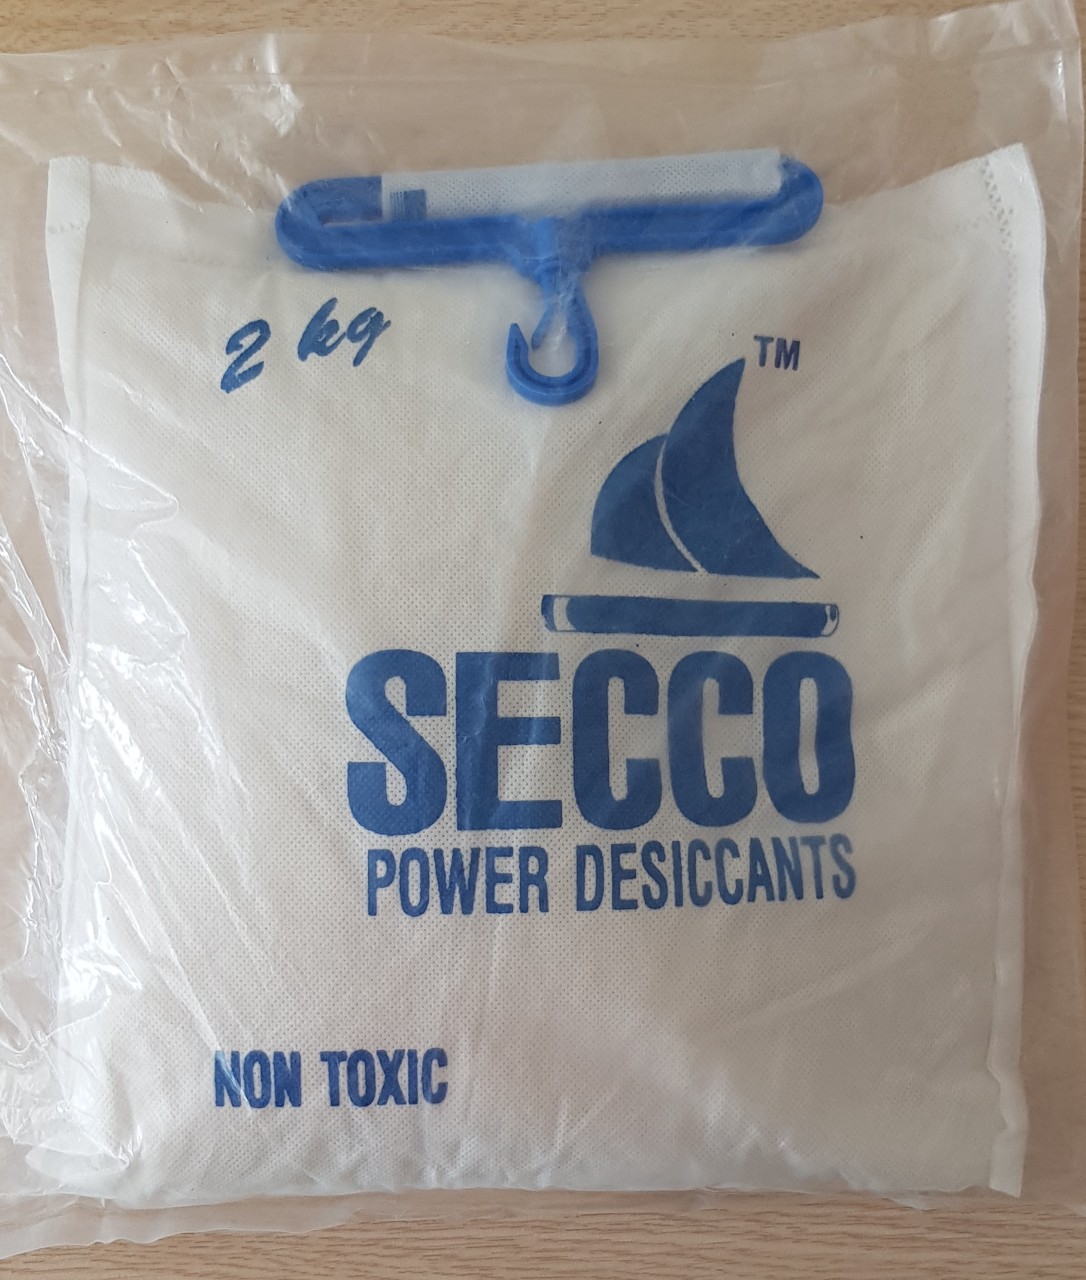 2 kg
TM
SECCO
POWER DESICCANTS
NON TOXIC